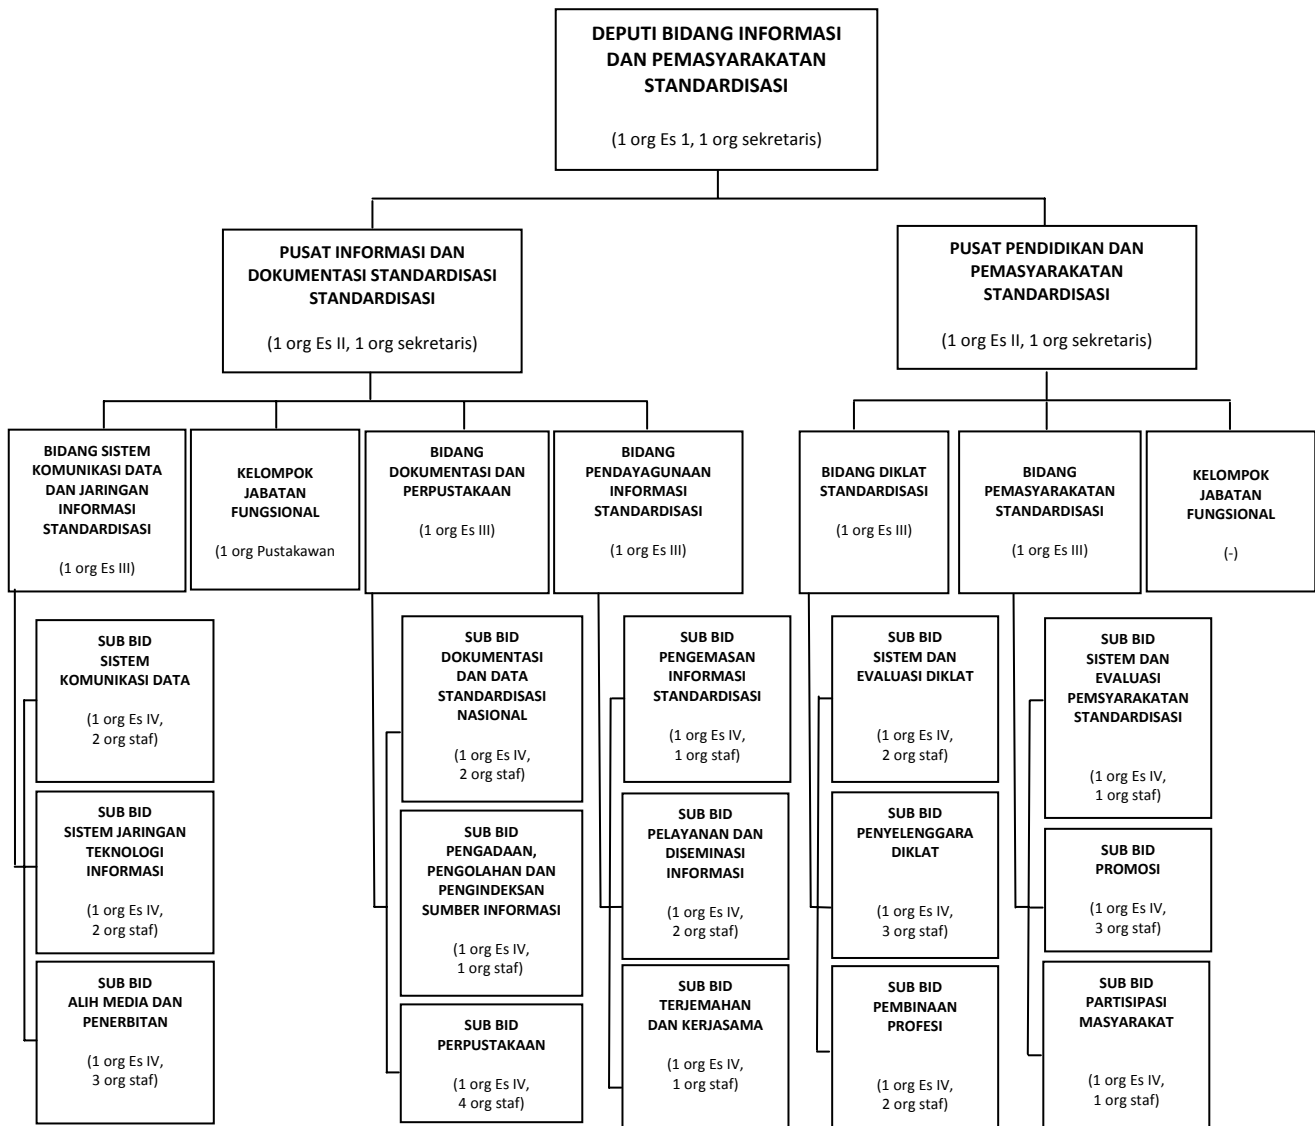 DEPUTI BIDANG INFORMASI
DAN PEMASYARAKATAN
STANDARDISASI
(1 org Es 1, 1 org sekretaris)
PUSAT INFORMASI DAN
DOKUMENTASI STANDARDISASI
STANDARDISASI
(1 org Es II, 1 org sekretaris)
PUSAT PENDIDIKAN DAN
PEMASYARAKATAN
STANDARDISASI
(1 org Es II, 1 org sekretaris)
BIDANG SISTEM
KOMUNIKASI DATA
DAN JARINGAN
INFORMASI
STANDARDISASI
(1 org Es III)
KELOMPOK
JABATAN
FUNGSIONAL
(1 org Pustakawan
BIDANG
DOKUMENTASI DAN
PERPUSTAKAAN
(1 org Es III)
BIDANG
PENDAYAGUNAAN
INFORMASI
STANDARDISASI
(1 org Es III)
BIDANG DIKLAT
STANDARDISASI
(1 org Es III)
BIDANG
PEMASYARAKATAN
STANDARDISASI
(1 org Es III)
KELOMPOK
JABATAN
FUNGSIONAL
(-)
SUB BID
SISTEM
KOMUNIKASI DATA
(1 org Es IV,
2 org staf)
SUB BID
SISTEM JARINGAN
TEKNOLOGI
INFORMASI
(1 org Es IV,
2 org staf)
SUB BID
ALIH MEDIA DAN
PENERBITAN
(1 org Es IV,
3 org staf)
SUB BID
DOKUMENTASI
DAN DATA
STANDARDISASI
NASIONAL
(1 org Es IV,
2 org staf)
SUB BID
PENGADAAN,
PENGOLAHAN DAN
PENGINDEKSAN
SUMBER INFORMASI
(1 org Es IV,
1 org staf)
SUB BID
PERPUSTAKAAN
(1 org Es IV,
4 org staf)
SUB BID
PENGEMASAN
INFORMASI
STANDARDISASI
(1 org Es IV,
1 org staf)
SUB BID
PELAYANAN DAN
DISEMINASI
INFORMASI
(1 org Es IV,
2 org staf)
SUB BID
TERJEMAHAN
DAN KERJASAMA
(1 org Es IV,
1 org staf)
SUB BID
SISTEM DAN
EVALUASI DIKLAT
(1 org Es IV,
2 org staf)
SUB BID
PENYELENGGARA
DIKLAT
(1 org Es IV,
3 org staf)
SUB BID
PEMBINAAN
PROFESI
(1 org Es IV,
2 org staf)
SUB BID
SISTEM DAN
EVALUASI
PEMSYARAKATAN
STANDARDISASI
(1 org Es IV,
1 org staf)
SUB BID
PROMOSI
(1 org Es IV,
3 org staf)
SUB BID
PARTISIPASI
MASYARAKAT
(1 org Es IV,
1 org staf)